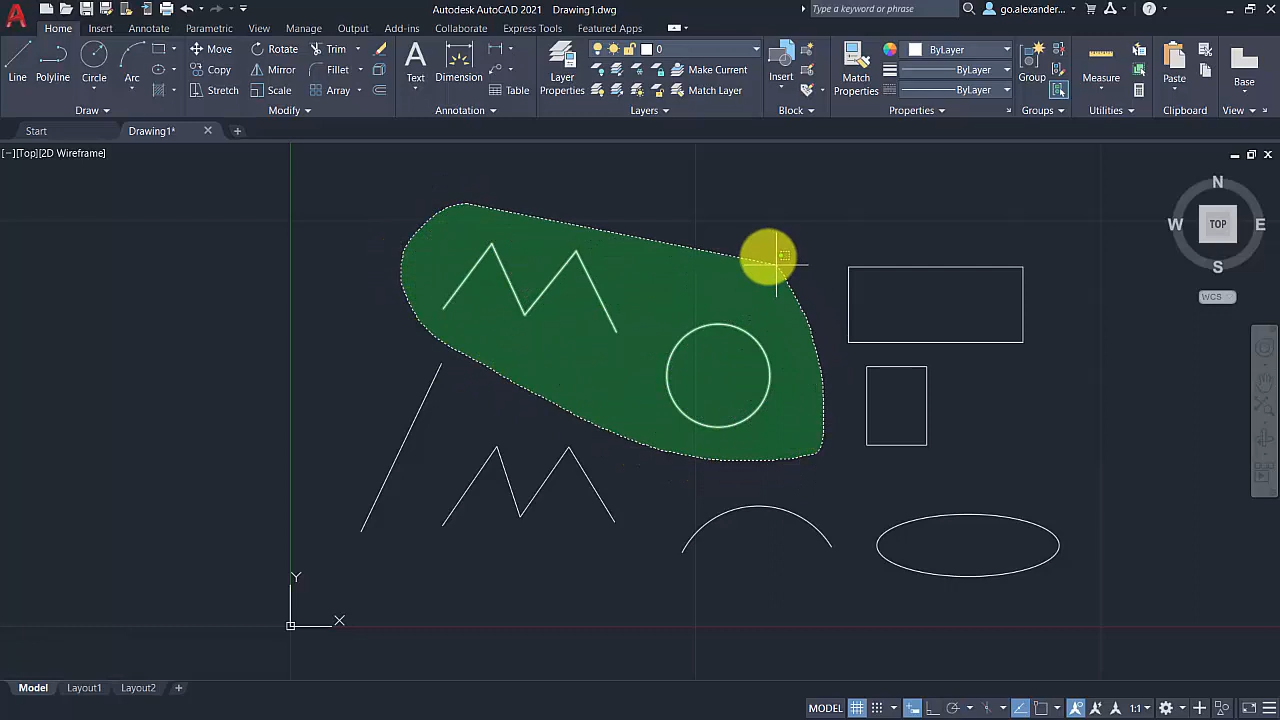 A Autodesk AutoCAD 2021 Drawing1.dwg Type a keyword or phrase go.alexander... ?
Home Insert Annotate Parametric View Manage Output Add-ins Collaborate Express Tools Featured Apps
Line Polyline Circle Arc
Move Rotate Trim
Copy Mirror Fillet
Stretch Scale Array
A Text Dimension Table
Layer Properties 0 Make Current Match Layer
Insert Match Properties
ByLayer
ByLayer
ByLayer
Group Measure Paste Base
Draw Modify Annotation Layers Block Properties Groups Utilities Clipboard View
Start Drawing1*
[−][Top][2D Wireframe]
N
W TOP E
S
WCS
Y
X
Model Layout1 Layout2
MODEL 1:1